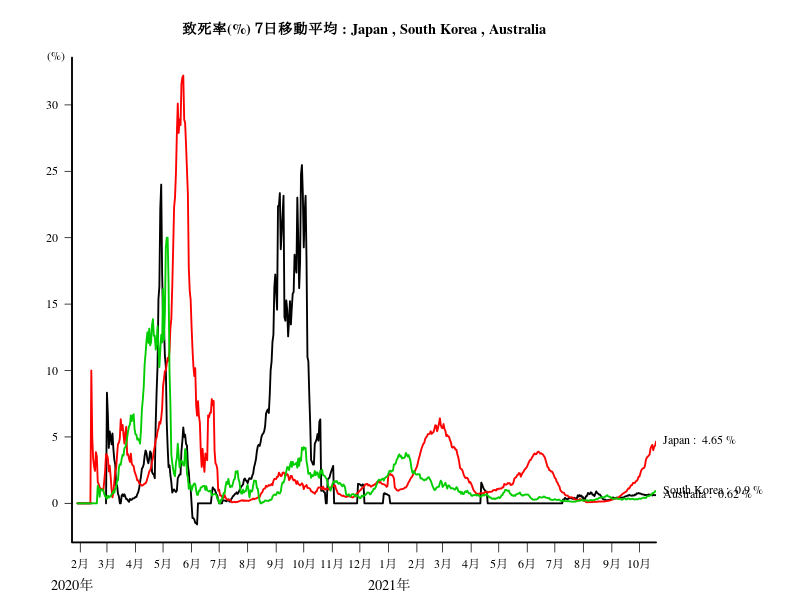 致死率(%) 7日移動平均 : Japan , South Korea , Australia
(%)
30
25
20
15
10
5
0
Japan : 4.65 %
South Korea : 0.9 %
Australia : 0.62 %
2月 3月 4月 5月 6月 7月 8月 9月 10月 11月 12月 1月 2月 3月 4月 5月 6月 7月 8月 9月 10月
2020年 2021年